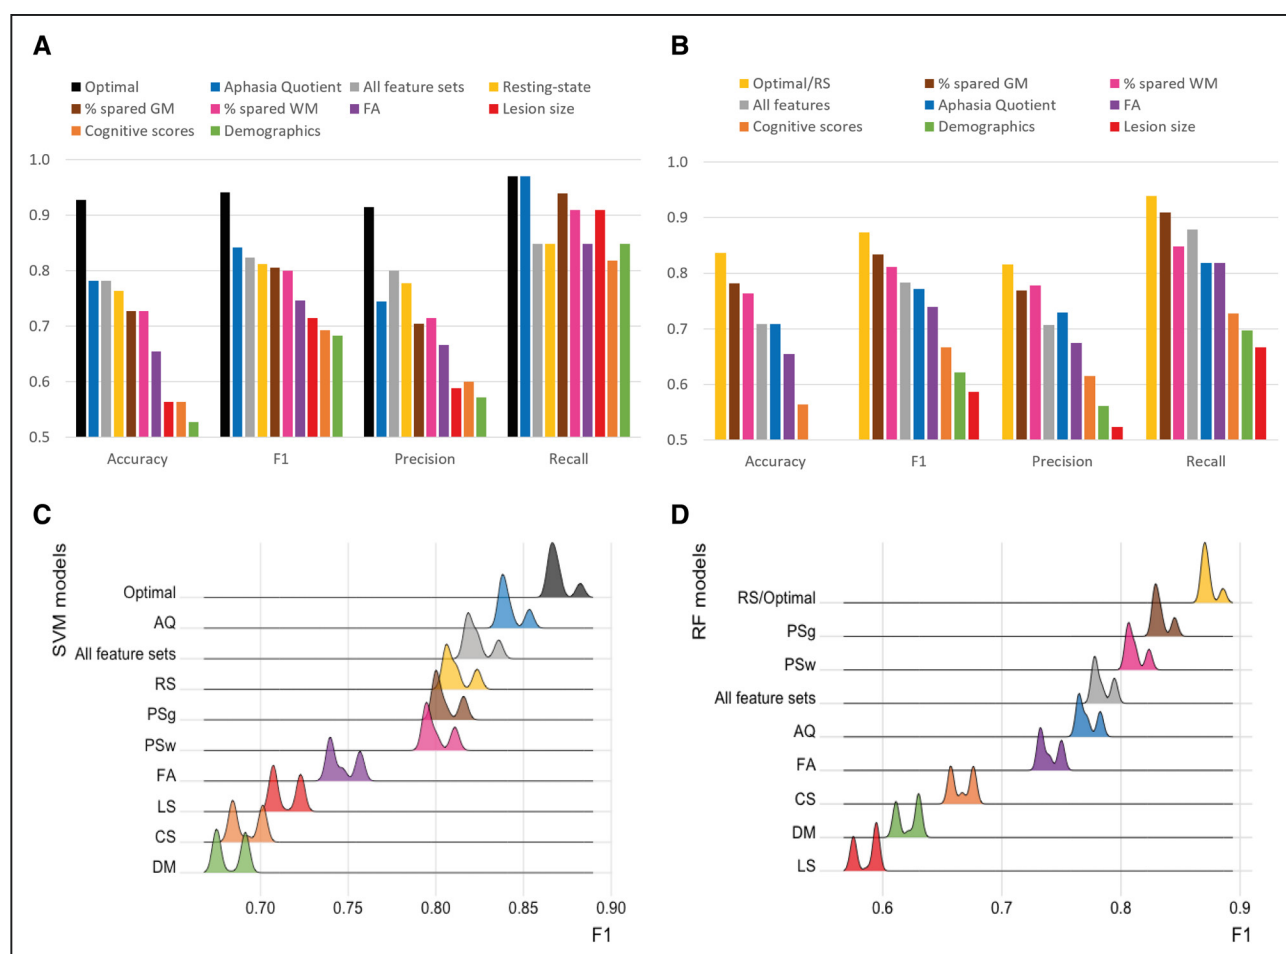 A
Optimal Aphasia Quotient All feature sets Resting-state
% spared GM % spared WM FA Lesion size
Cognitive scores Demographics
1.0
0.9
0.8
0.7
0.6
0.5
Accuracy F1 Precision Recall
B
Optimal/RS % spared GM % spared WM
All features Aphasia Quotient FA
Cognitive scores Demographics Lesion size
1.0
0.9
0.8
0.7
0.6
0.5
Accuracy F1 Precision Recall
C
SVM models
Optimal
AQ
All feature sets
RS
PSg
PSw
FA
LS
CS
DM
0.70 0.75 0.80 0.85 0.90
F1
D
RF models
RS/Optimal
PSg
PSw
All feature sets
AQ
FA
CS
DM
LS
0.6 0.7 0.8 0.9
F1